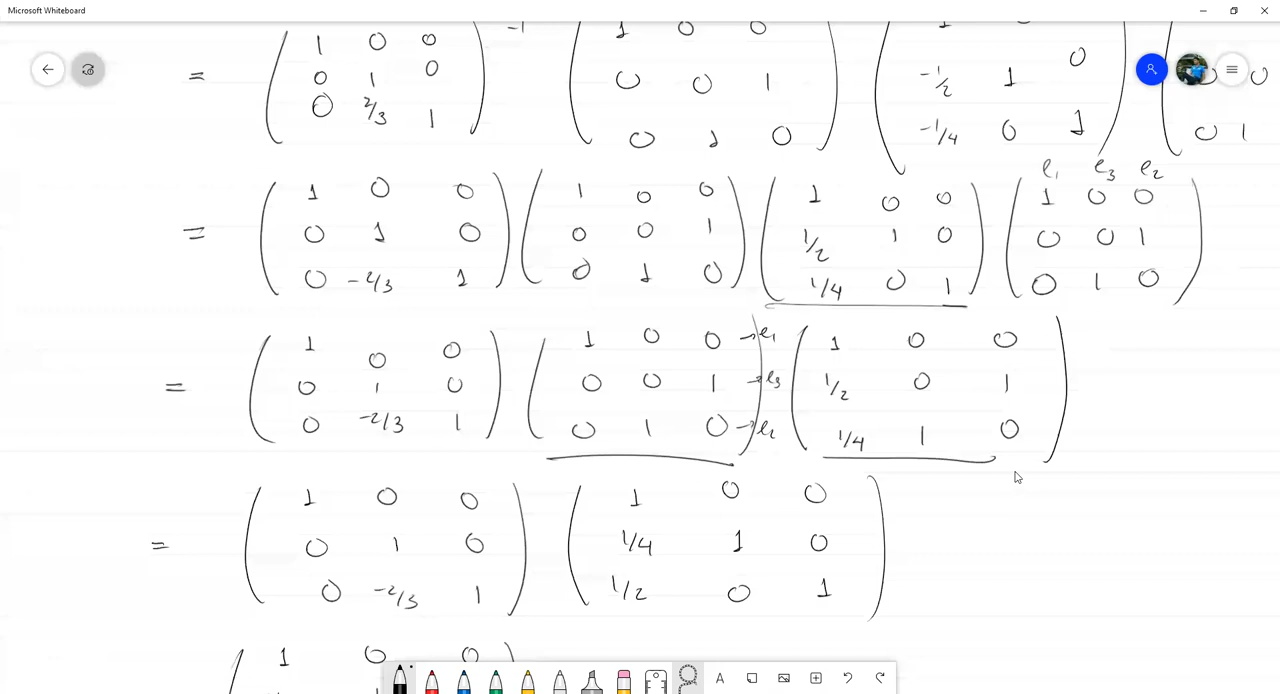 Microsoft Whiteboard
1 0 0 -1 1 0 0
= 0 1 0 0 0 1 -1/2 1 0 0
0 2/3 1 0 1 0 -1/4 0 1 0 1
e1 e3 e2
1 0 0 1 0 0 1 0 0 1 0 0
= 0 1 0 0 0 1 1/2 1 0 0 0 1
0 -2/3 1 0 1 0 1/4 0 1 0 1 0
1 0 0 1 0 0 → e1 1 0 0
= 0 1 0 0 0 1 → e3 1/2 0 1
0 -2/3 1 0 1 0 → e2 1/4 1 0
1 0 0 1 0 0
= 0 1 0 1/4 1 0
0 -2/3 1 1/2 0 1
1 0 0
A